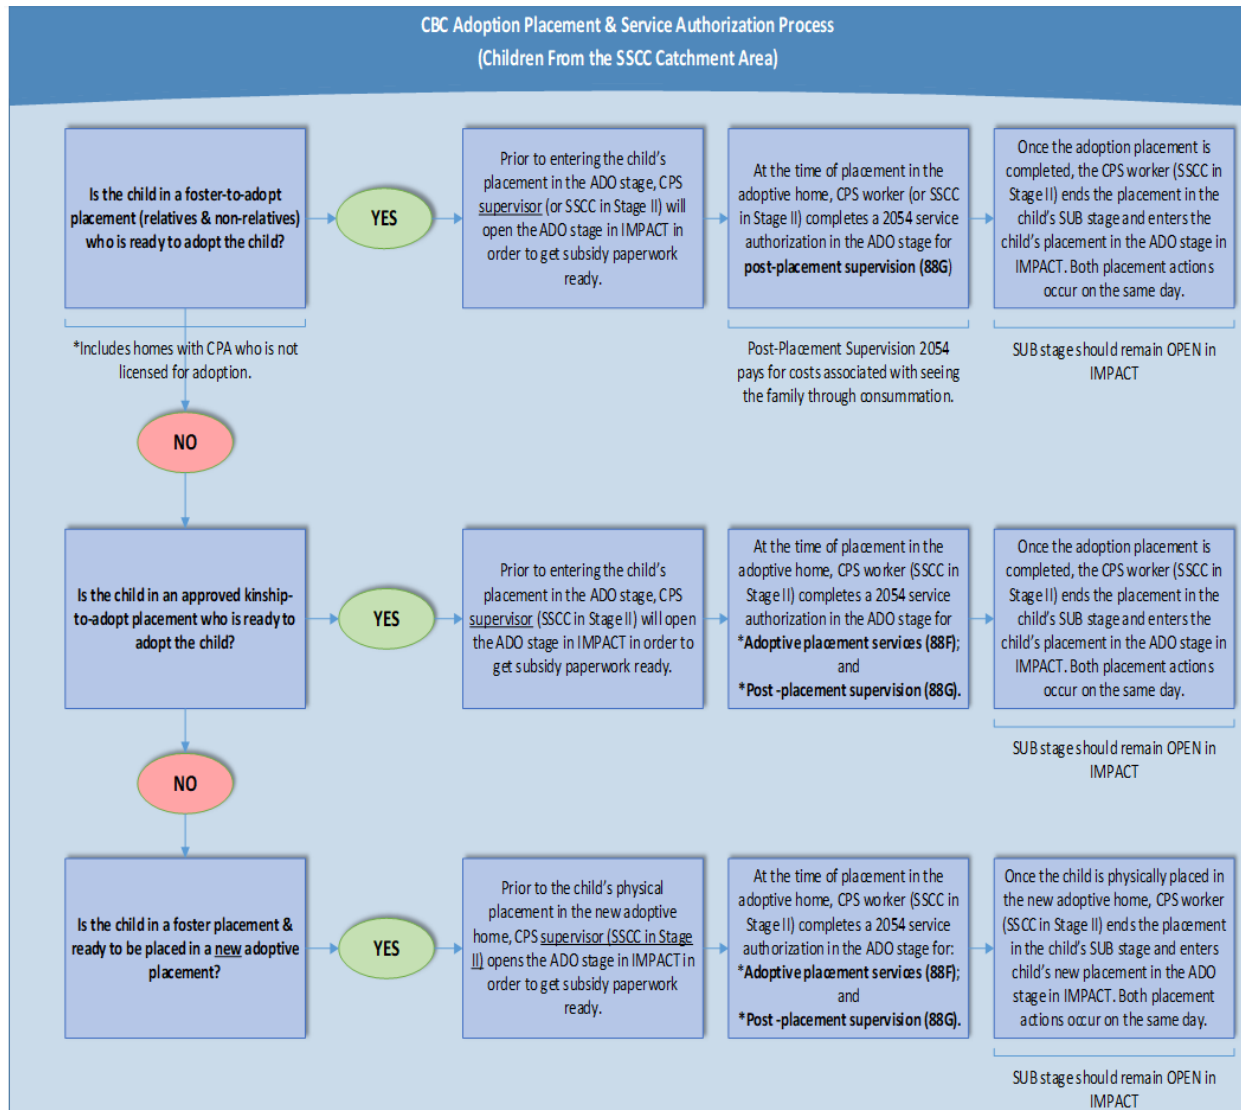 CBC Adoption Placement & Service Authorization Process
(Children From the SSCC Catchment Area)
Is the child in a foster-to-adopt
placement (relatives & non-relatives)
who is ready to adopt the child?
YES
Prior to entering the child's
placement in the ADO stage, CPS
supervisor (or SSCC in Stage II) will
open the ADO stage in IMPACT in
order to get subsidy paperwork
ready.
At the time of placement in the
adoptive home, CPS worker (or SSCC
in Stage II) completes a 2054 service
authorization in the ADO stage for
post-placement supervision (88G)
Once the adoption placement is
completed, the CPS worker (SSCC in
Stage II) ends the placement in the
child's SUB stage and enters the
child's placement in the ADO stage in
IMPACT. Both placement actions
occur on the same day.
*Includes homes with CPA who is not
licensed for adoption.
Post-Placement Supervision 2054
pays for costs associated with seeing
the family through consummation.
SUB stage should remain OPEN in
IMPACT
NO
Is the child in an approved kinship-
to-adopt placement who is ready to
adopt the child?
YES
Prior to entering the child's
placement in the ADO stage, CPS
supervisor (SSCC in Stage II) will open
the ADO stage in IMPACT in order to
get subsidy paperwork ready.
At the time of placement in the
adoptive home, CPS worker (SSCC in
Stage II) completes a 2054 service
authorization in the ADO stage for
*Adoptive placement services (88F);
and
*Post -placement supervision (88G).
Once the adoption placement is
completed, the CPS worker (SSCC in
Stage II) ends the placement in the
child's SUB stage and enters the
child's placement in the ADO stage in
IMPACT. Both placement actions
occur on the same day.
SUB stage should remain OPEN in
IMPACT
NO
Is the child in a foster placement &
ready to be placed in a new adoptive
placement?
YES
Prior to the child's physical
placement in the new adoptive
home, CPS supervisor (SSCC in Stage
II) opens the ADO stage in IMPACT in
order to get subsidy paperwork
ready.
At the time of placement in the
adoptive home, CPS worker (SSCC in
Stage II) completes a 2054 service
authorization in the ADO stage for:
*Adoptive placement services (88F);
and
*Post -placement supervision (88G).
Once the child is physically placed in
the new adoptive home, CPS worker
(SSCC in Stage II) ends the placement
in the child's SUB stage and enters
child's new placement in the ADO
stage in IMPACT. Both placement
actions occur on the same day.
SUB stage should remain OPEN in
IMPACT